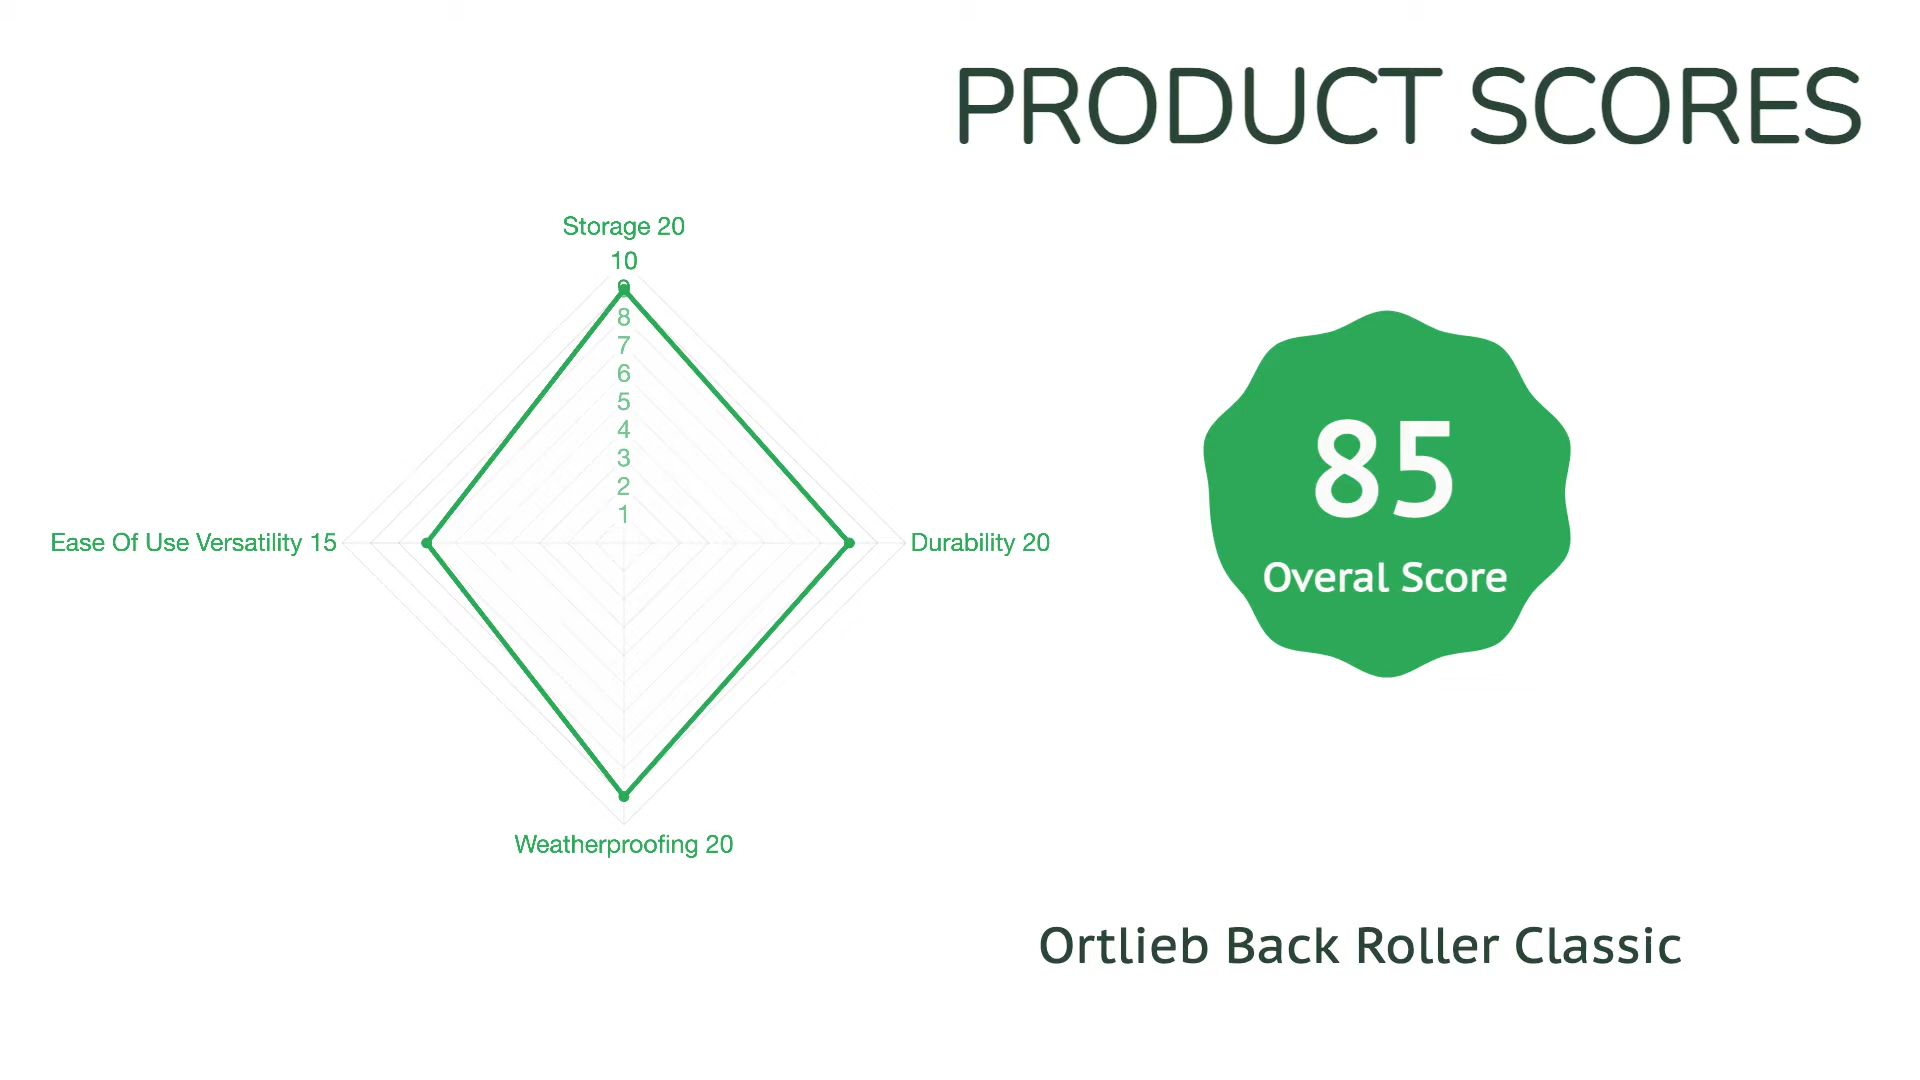 PRODUCT SCORES
Storage 20
10
9
8
7
6
5
4
3
2
1
Ease Of Use Versatility 15
Durability 20
Weatherproofing 20
85
Overal Score
Ortlieb Back Roller Classic